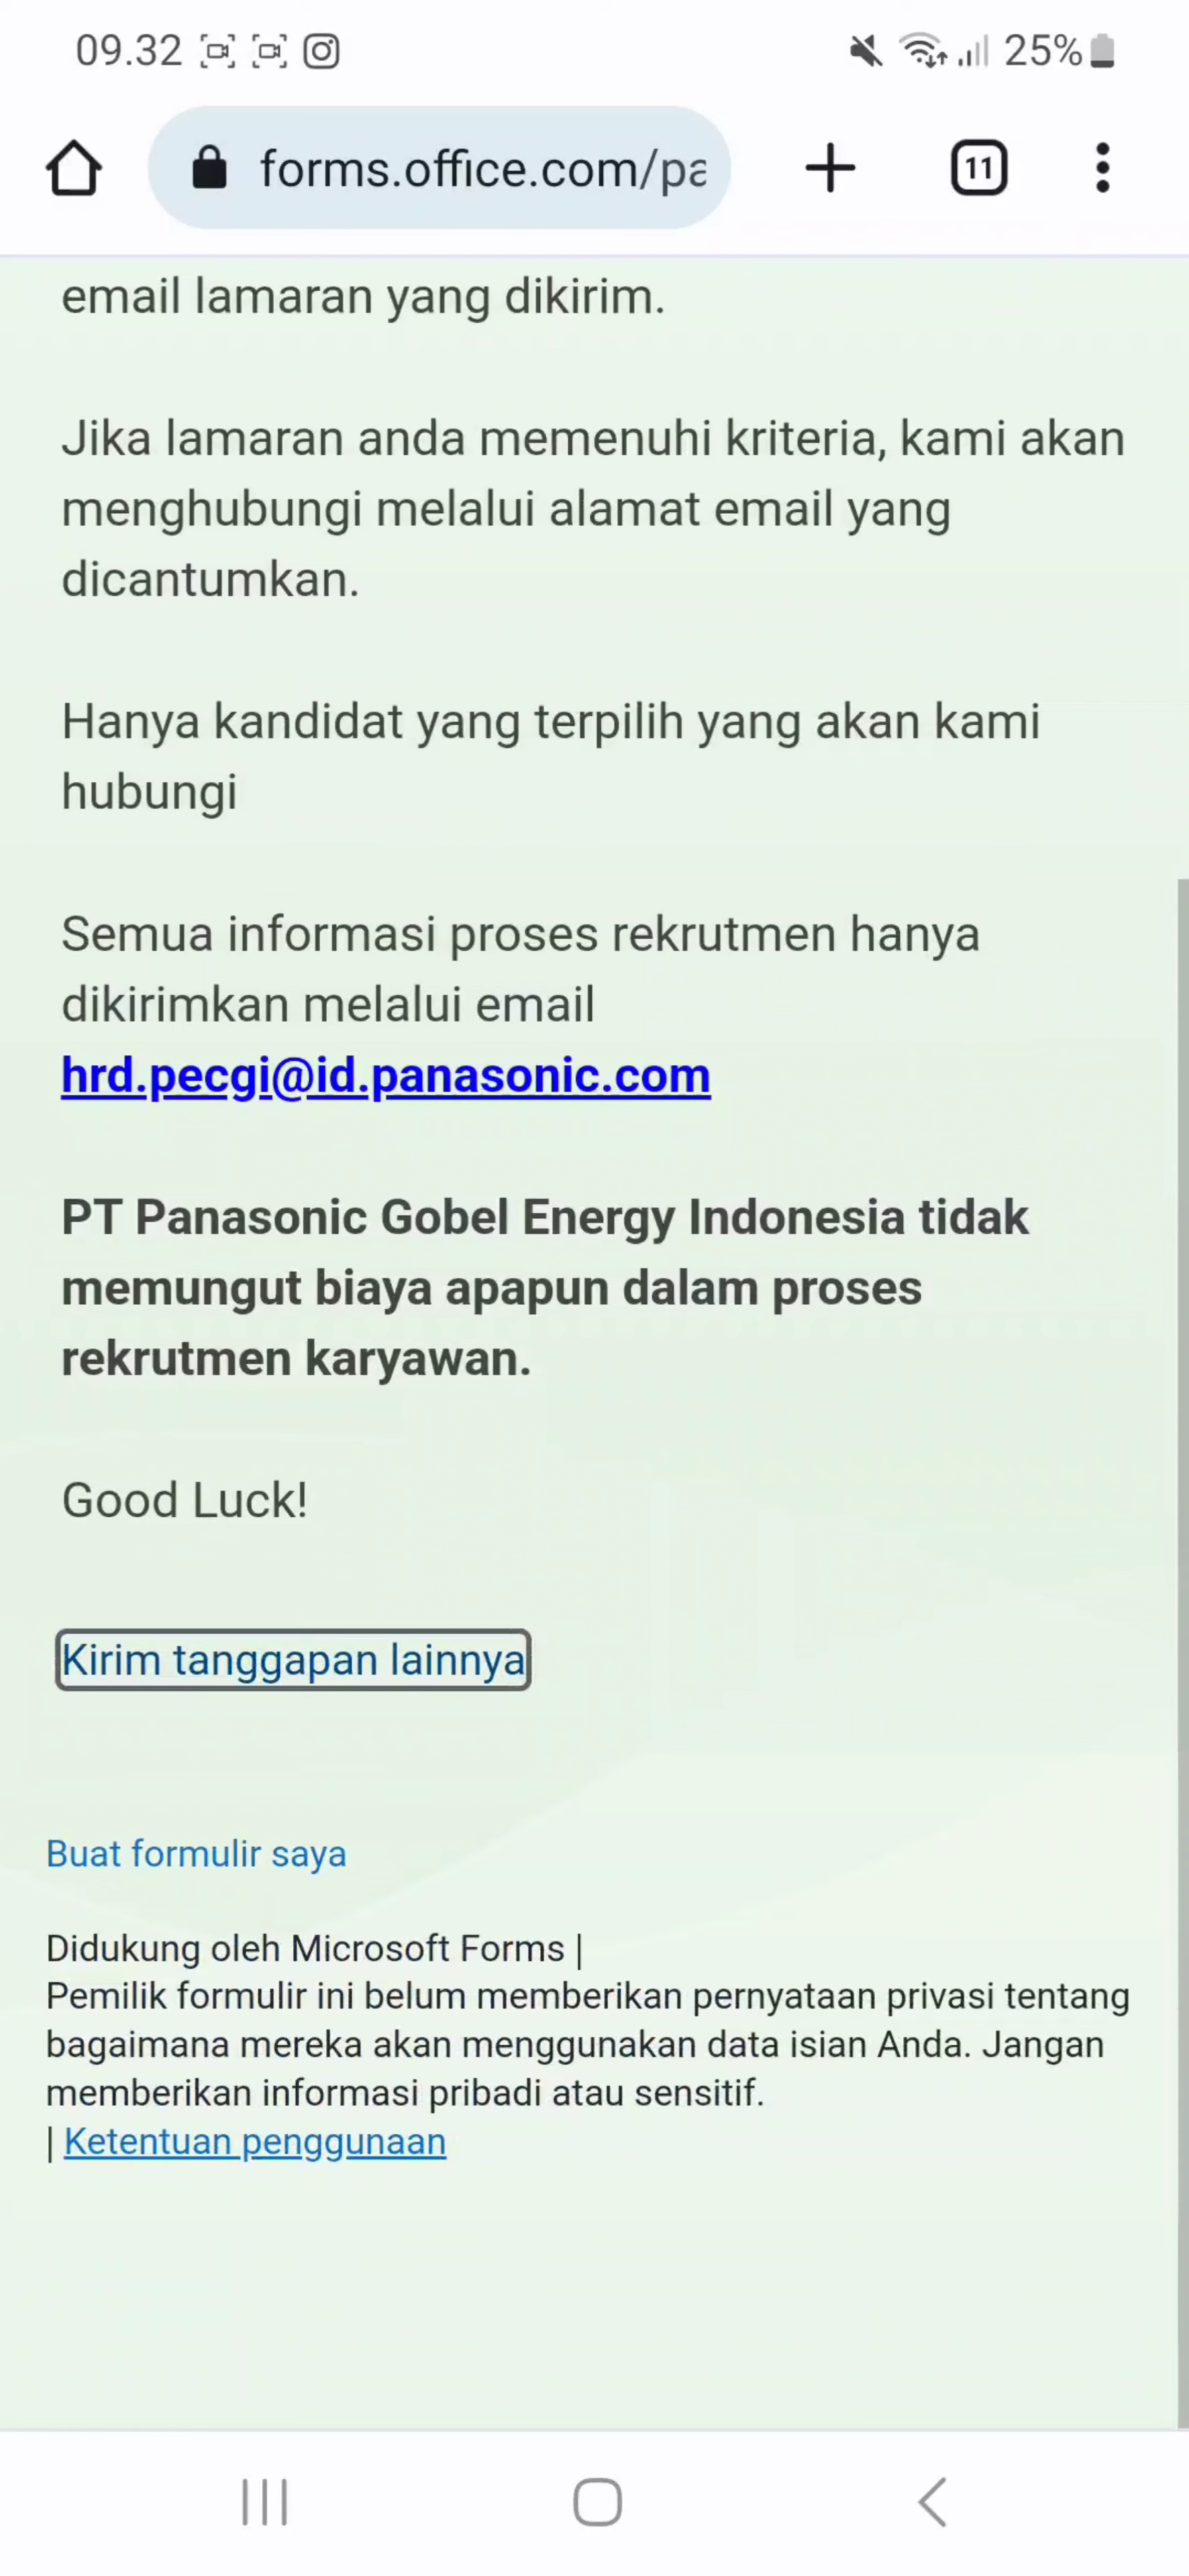 09.32
25%
forms.office.com/pa
11
email lamaran yang dikirim.
Jika lamaran anda memenuhi kriteria, kami akan
menghubungi melalui alamat email yang
dicantumkan.
Hanya kandidat yang terpilih yang akan kami
hubungi
Semua informasi proses rekrutmen hanya
dikirimkan melalui email
hrd.pecgi@id.panasonic.com
PT Panasonic Gobel Energy Indonesia tidak
memungut biaya apapun dalam proses
rekrutmen karyawan.
Good Luck!
Kirim tanggapan lainnya
Buat formulir saya
Didukung oleh Microsoft Forms |
Pemilik formulir ini belum memberikan pernyataan privasi tentang
bagaimana mereka akan menggunakan data isian Anda. Jangan
memberikan informasi pribadi atau sensitif.
| Ketentuan penggunaan